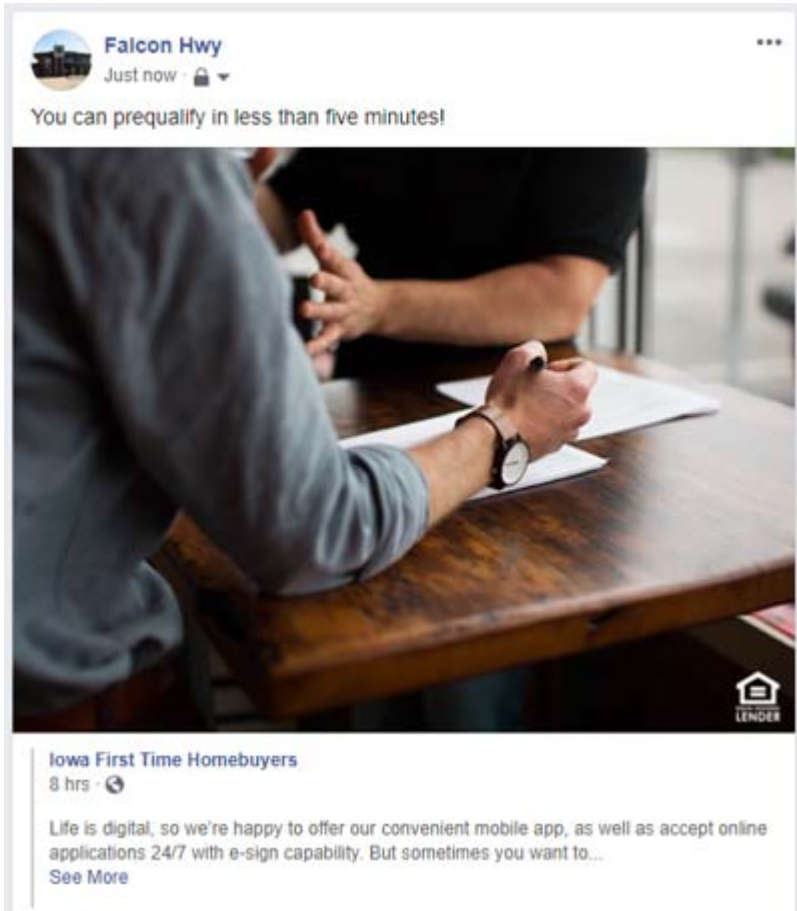 Falcon Hwy
Just now ·
You can prequalify in less than five minutes!
LENDER
Iowa First Time Homebuyers
8 hrs ·
Life is digital, so we're happy to offer our convenient mobile app, as well as accept online
applications 24/7 with e-sign capability. But sometimes you want to...
See More